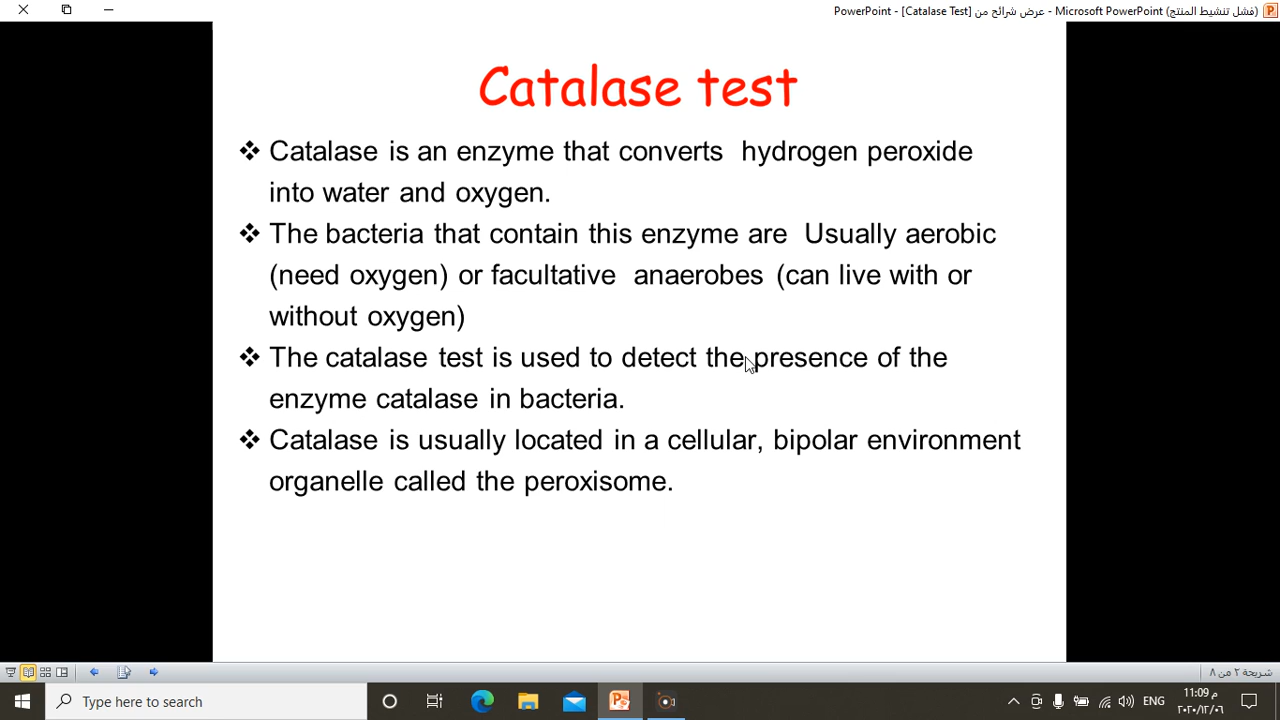 PowerPoint - [Catalase Test] عرض شرائح من - Microsoft PowerPoint (فشل تنشيط المنتج)
Catalase test
❖ Catalase is an enzyme that converts hydrogen peroxide
into water and oxygen.
❖ The bacteria that contain this enzyme are Usually aerobic
(need oxygen) or facultative anaerobes (can live with or
without oxygen)
❖ The catalase test is used to detect the presence of the
enzyme catalase in bacteria.
❖ Catalase is usually located in a cellular, bipolar environment
organelle called the peroxisome.
شريحة ٢ من ٨
Type here to search
ENG
11:09 م
٢٠٢٠/١٢/٠٦